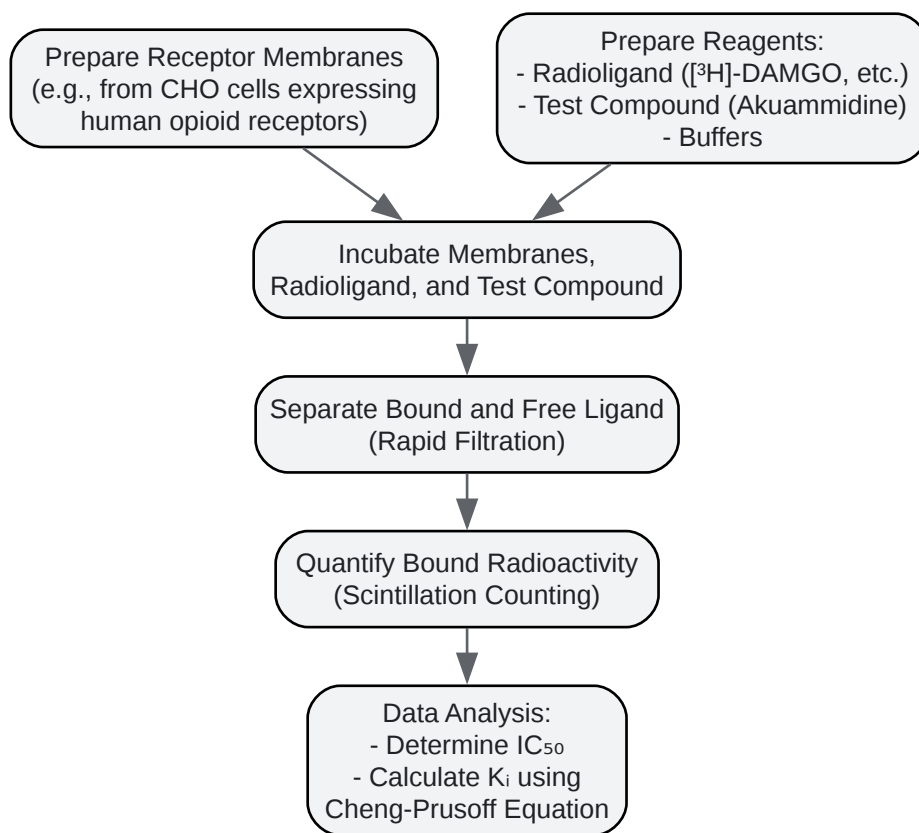 Prepare Receptor Membranes
(e.g., from CHO cells expressing
human opioid receptors)
Prepare Reagents:
- Radioligand ([³H]-DAMGO, etc.)
- Test Compound (Akuammidine)
- Buffers
Incubate Membranes,
Radioligand, and Test Compound
Separate Bound and Free Ligand
(Rapid Filtration)
Quantify Bound Radioactivity
(Scintillation Counting)
Data Analysis:
- Determine IC₅₀
- Calculate Kᵢ using
Cheng-Prusoff Equation